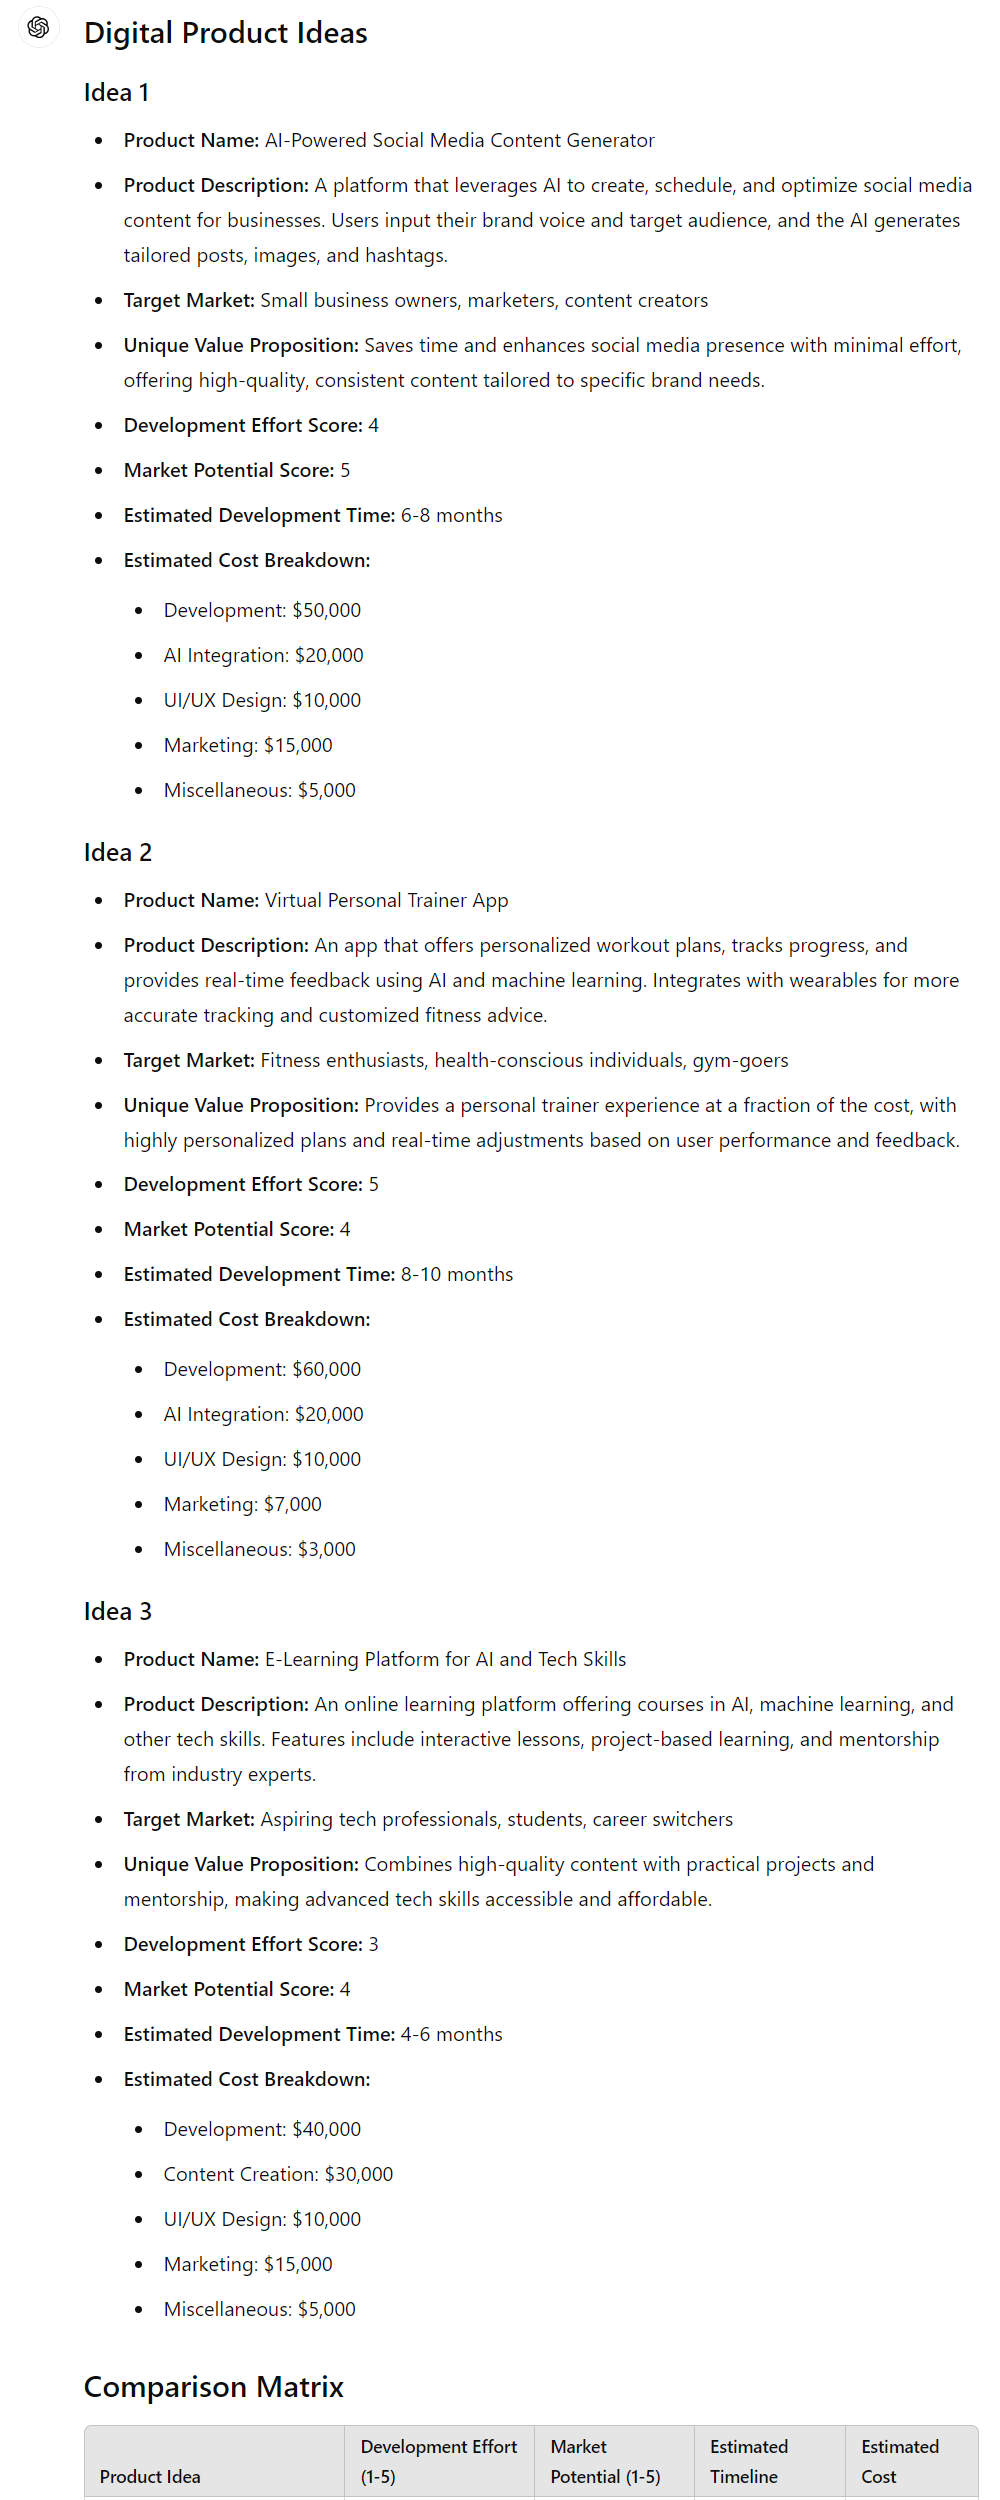 Digital Product Ideas
Idea 1
Product Name: AI-Powered Social Media Content Generator
Product Description: A platform that leverages AI to create, schedule, and optimize social media
content for businesses. Users input their brand voice and target audience, and the AI generates
tailored posts, images, and hashtags.
Target Market: Small business owners, marketers, content creators
Unique Value Proposition: Saves time and enhances social media presence with minimal effort,
offering high-quality, consistent content tailored to specific brand needs.
Development Effort Score: 4
Market Potential Score: 5
Estimated Development Time: 6-8 months
Estimated Cost Breakdown:
Development: $50,000
AI Integration: $20,000
UI/UX Design: $10,000
Marketing: $15,000
Miscellaneous: $5,000
Idea 2
Product Name: Virtual Personal Trainer App
Product Description: An app that offers personalized workout plans, tracks progress, and
provides real-time feedback using AI and machine learning. Integrates with wearables for more
accurate tracking and customized fitness advice.
Target Market: Fitness enthusiasts, health-conscious individuals, gym-goers
Unique Value Proposition: Provides a personal trainer experience at a fraction of the cost, with
highly personalized plans and real-time adjustments based on user performance and feedback.
Development Effort Score: 5
Market Potential Score: 4
Estimated Development Time: 8-10 months
Estimated Cost Breakdown:
Development: $60,000
AI Integration: $20,000
UI/UX Design: $10,000
Marketing: $7,000
Miscellaneous: $3,000
Idea 3
Product Name: E-Learning Platform for AI and Tech Skills
Product Description: An online learning platform offering courses in AI, machine learning, and
other tech skills. Features include interactive lessons, project-based learning, and mentorship
from industry experts.
Target Market: Aspiring tech professionals, students, career switchers
Unique Value Proposition: Combines high-quality content with practical projects and
mentorship, making advanced tech skills accessible and affordable.
Development Effort Score: 3
Market Potential Score: 4
Estimated Development Time: 4-6 months
Estimated Cost Breakdown:
Development: $40,000
Content Creation: $30,000
UI/UX Design: $10,000
Marketing: $15,000
Miscellaneous: $5,000
Comparison Matrix
Product Idea
Development Effort
(1-5)
Market
Potential (1-5)
Estimated
Timeline
Estimated
Cost